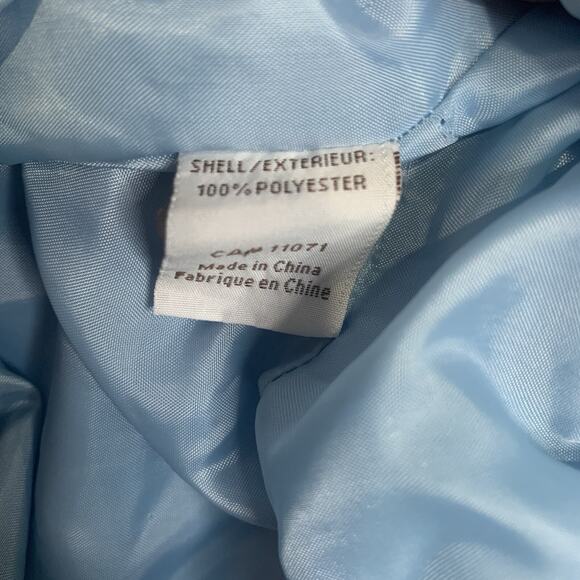 SHELL/EXTERIEUR:
100% POLYESTER
CA# 11071
Made in China
Fabrique en Chine